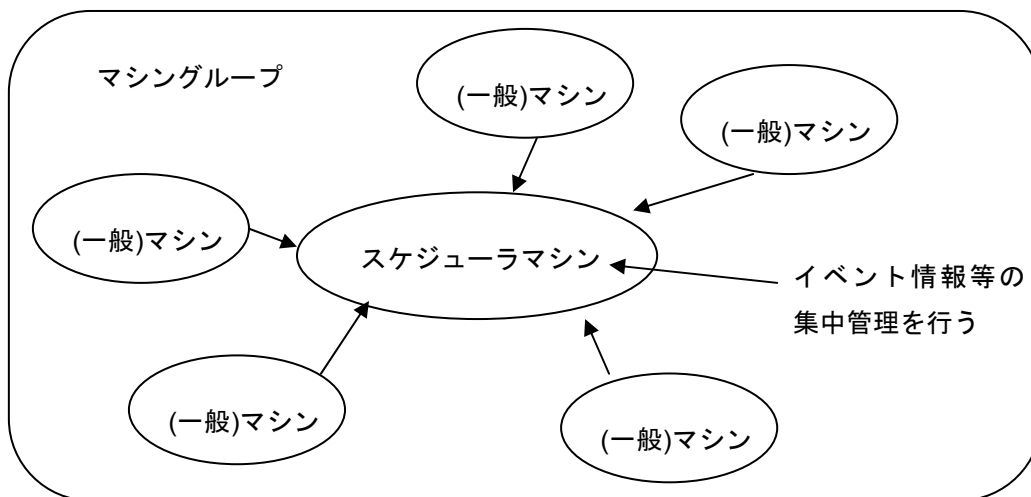 マシングループ
(一般)マシン
(一般)マシン
(一般)マシン
スケジューラマシン
イベント情報等の
集中管理を行う
(一般)マシン
(一般)マシン